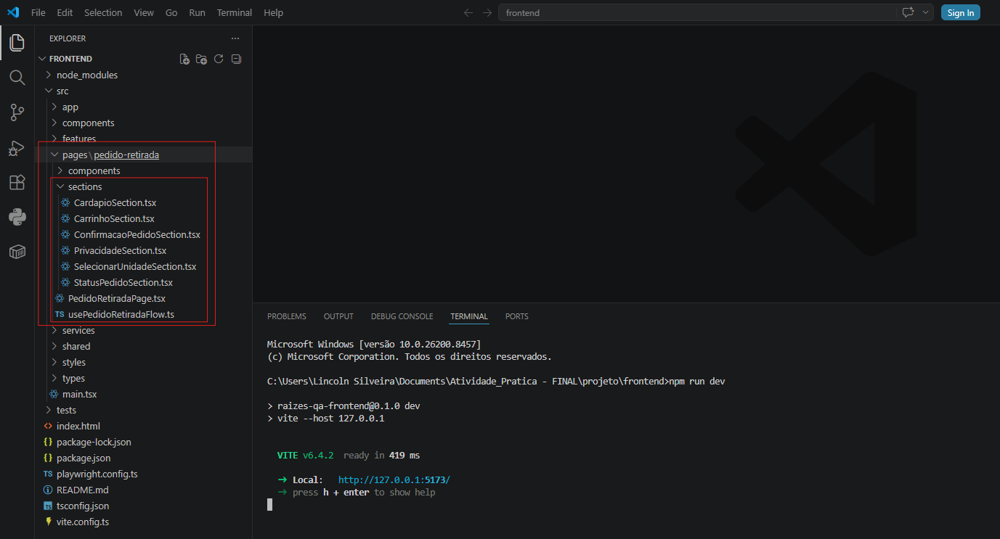 File Edit Selection View Go Run Terminal Help
frontend
Sign In
EXPLORER
FRONTEND
node_modules
src
app
components
features
pages\pedido-retirada
components
sections
CardapioSection.tsx
CarrinhoSection.tsx
ConfirmacaoPedidoSection.tsx
PrivacidadeSection.tsx
SelecionarUnidadeSection.tsx
StatusPedidoSection.tsx
PedidoRetiradaPage.tsx
TS usePedidoRetiradaFlow.ts
services
shared
styles
types
main.tsx
tests
<> index.html
{} package-lock.json
{} package.json
TS playwright.config.ts
README.md
TS tsconfig.json
vite.config.ts
PROBLEMS OUTPUT DEBUG CONSOLE TERMINAL PORTS
Microsoft Windows [versão 10.0.26200.8457]
(c) Microsoft Corporation. Todos os direitos reservados.
C:\Users\Lincoln Silveira\Documents\Atividade_Pratica - FINAL\projeto\frontend>npm run dev
> raizes-qa-frontend@0.1.0 dev
> vite --host 127.0.0.1
VITE v6.4.2 ready in 419 ms
➜ Local: http://127.0.0.1:5173/
➜ press h + enter to show help